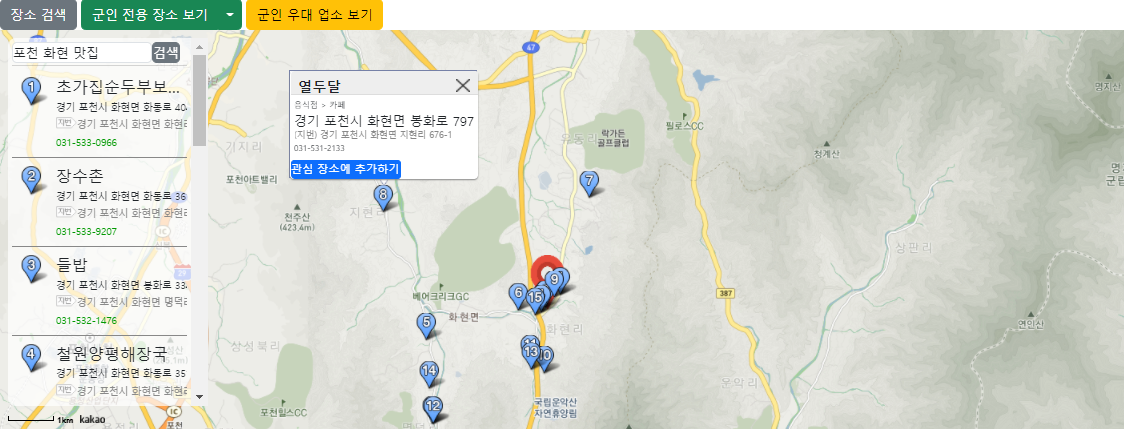 장소 검색
군인 전용 장소 보기
군인 우대 업소 보기
포천 화현 맛집
검색
1
초가집순두부보...
경기 포천시 화현면 화동로 40
지번 경기 포천시 화현면 화현리
031-533-0966
2
장수촌
경기 포천시 화현면 화동로 36
지번 경기 포천시 화현면 화현리
031-533-9207
3
들밥
경기 포천시 화현면 봉화로 33
지번 경기 포천시 화현면 명덕리
031-532-1476
4
철원양평해장국
경기 포천시 화현면 화동로 35
지번 경기 포천시 화현면 화현리
열두달
음식점 > 카페
경기 포천시 화현면 봉화로 797
(지번) 경기 포천시 화현면 지현리 676-1
031-531-2133
관심 장소에 추가하기
47
유동리
락가든
골프클럽
필로스CC
명지산
청계산
기지리
포천아트밸리
천주산
(423.4m)
지현리
8
7
상판리
베어크리크GC
6
9
15
화현면
화현리
5
387
연인산
상성북리
13
10
14
12
운악리
국립운악산
자연휴양림
포천힐스CC
명덕리
IC
포천
1km
kakao
47